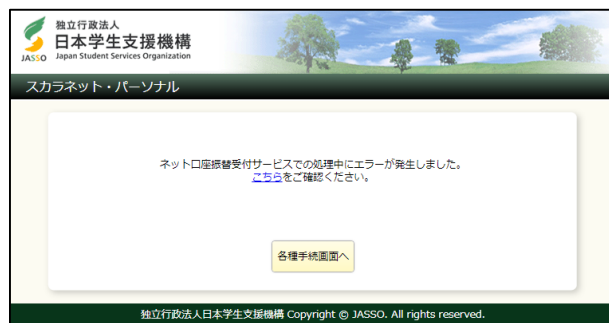 独立行政法人
日本学生支援機構
JASSO Japan Student Services Organization
スカラネット・パーソナル
ネット口座振替受付サービスでの処理中にエラーが発生しました。
こちらをご確認ください。
各種手続画面へ
独立行政法人日本学生支援機構 Copyright © JASSO. All rights reserved.